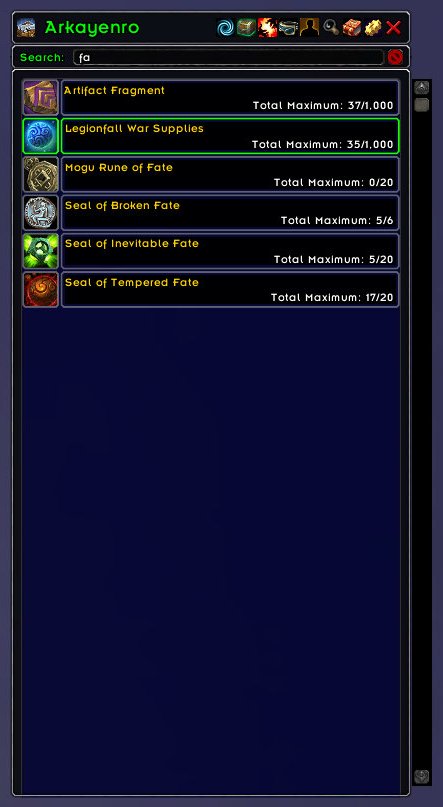 Arkayenro
Search: fa
Artifact Fragment
Total Maximum: 37/1,000
Legionfall War Supplies
Total Maximum: 35/1,000
Mogu Rune of Fate
Total Maximum: 0/20
Seal of Broken Fate
Total Maximum: 5/6
Seal of Inevitable Fate
Total Maximum: 5/20
Seal of Tempered Fate
Total Maximum: 17/20